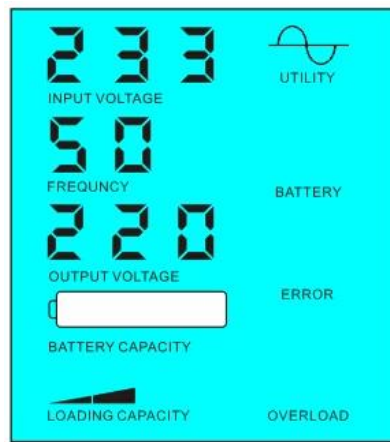 233
INPUT VOLTAGE
UTILITY
50
FREQUNCY
BATTERY
220
OUTPUT VOLTAGE
ERROR
BATTERY CAPACITY
LOADING CAPACITY
OVERLOAD